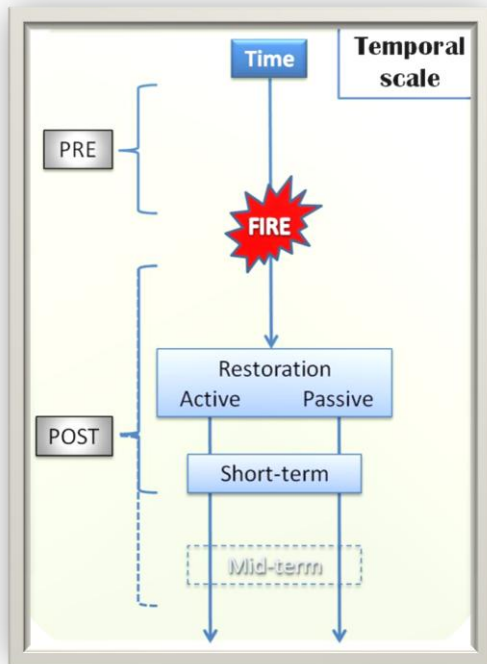 Temporal
scale
Time
PRE
FIRE
Restoration
Active Passive
POST
Short-term
Mid-term